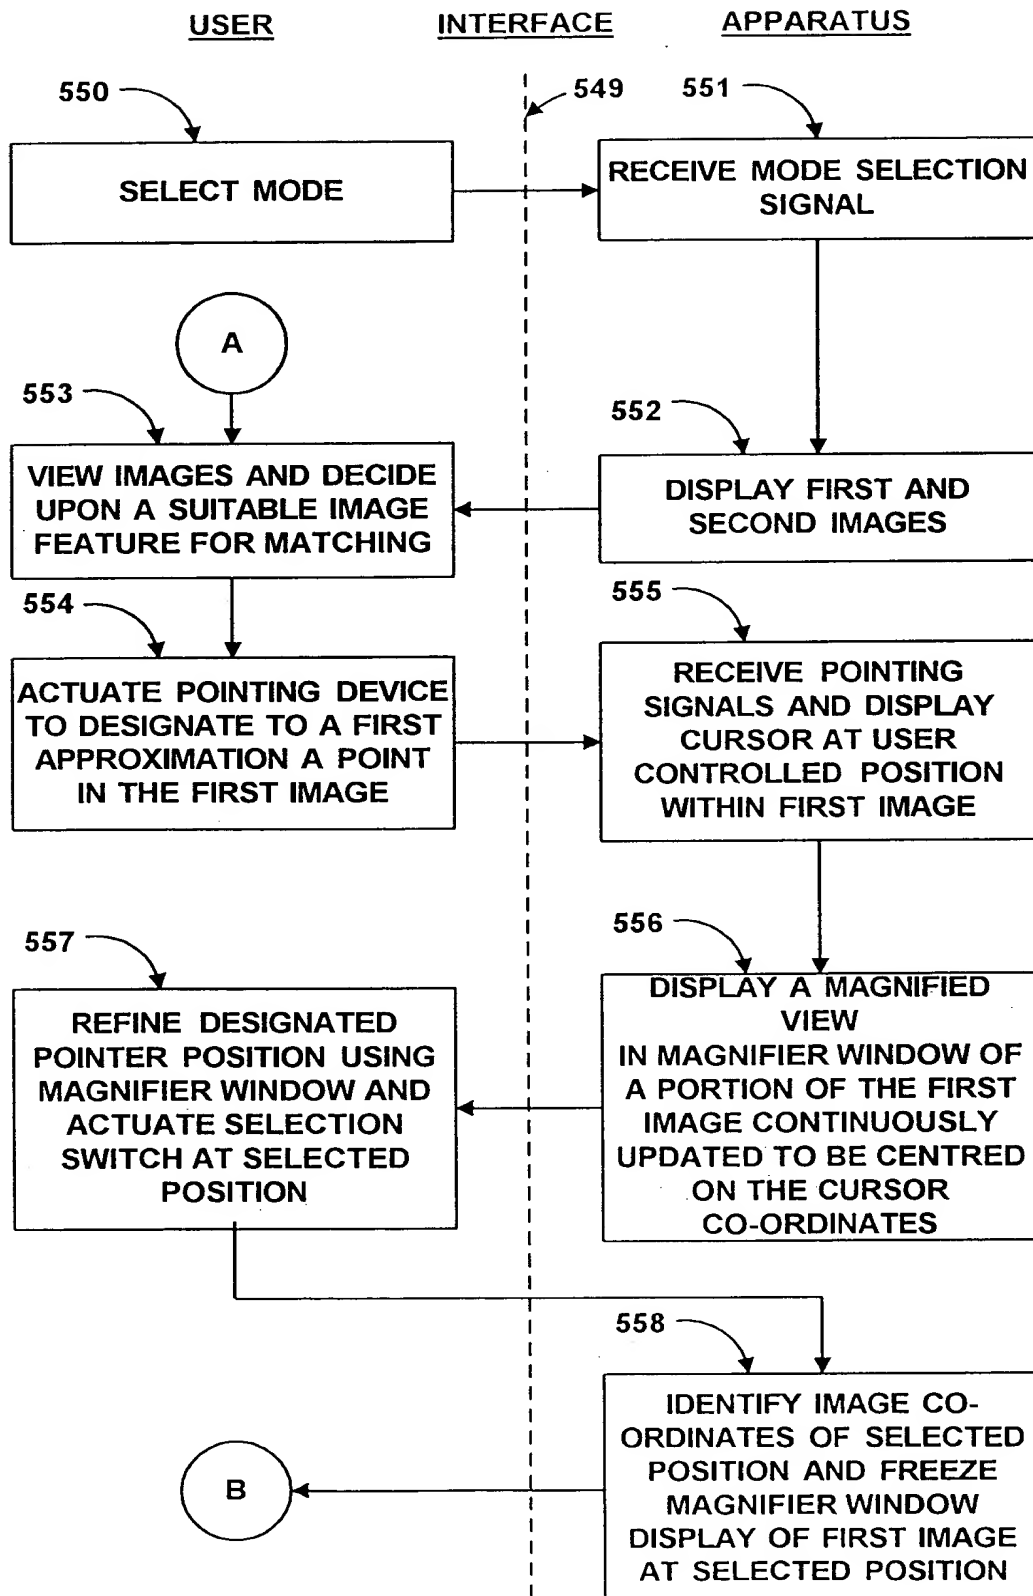 USER INTERFACE APPARATUS
550
549
551
SELECT MODE
RECEIVE MODE SELECTION
SIGNAL
A
553
552
VIEW IMAGES AND DECIDE
UPON A SUITABLE IMAGE
FEATURE FOR MATCHING
DISPLAY FIRST AND
SECOND IMAGES
554
555
ACTUATE POINTING DEVICE
TO DESIGNATE TO A FIRST
APPROXIMATION A POINT
IN THE FIRST IMAGE
RECEIVE POINTING
SIGNALS AND DISPLAY
CURSOR AT USER
CONTROLLED POSITION
WITHIN FIRST IMAGE
557
556
REFINE DESIGNATED
POINTER POSITION USING
MAGNIFIER WINDOW AND
ACTUATE SELECTION
SWITCH AT SELECTED
POSITION
DISPLAY A MAGNIFIED
VIEW
IN MAGNIFIER WINDOW OF
A PORTION OF THE FIRST
IMAGE CONTINUOUSLY
UPDATED TO BE CENTRED
ON THE CURSOR
CO-ORDINATES
558
IDENTIFY IMAGE CO-
ORDINATES OF SELECTED
POSITION AND FREEZE
MAGNIFIER WINDOW
DISPLAY OF FIRST IMAGE
AT SELECTED POSITION
B